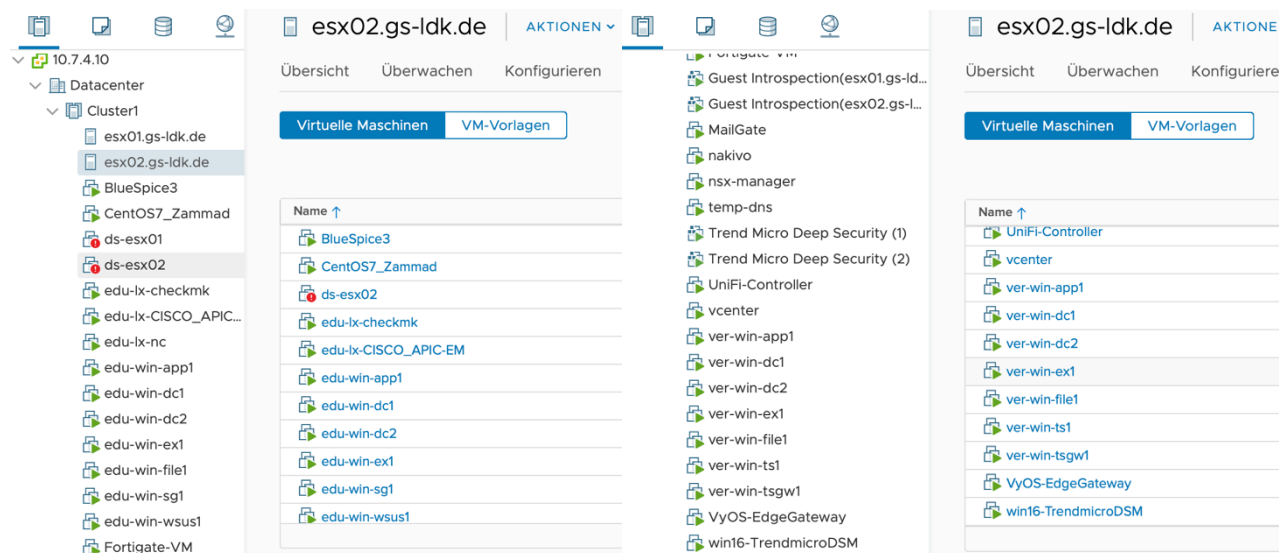 10.7.4.10
Datacenter
Cluster1
esx01.gs-ldk.de
esx02.gs-ldk.de
BlueSpice3
CentOS7_Zammad
ds-esx01
ds-esx02
edu-lx-checkmk
edu-lx-CISCO_APIC...
edu-lx-nc
edu-win-app1
edu-win-dc1
edu-win-dc2
edu-win-ex1
edu-win-file1
edu-win-sg1
edu-win-wsus1
Fortigate-VM
esx02.gs-ldk.de AKTIONEN
Übersicht Überwachen Konfigurieren
Virtuelle Maschinen VM-Vorlagen
Name ↑
BlueSpice3
CentOS7_Zammad
ds-esx02
edu-lx-checkmk
edu-lx-CISCO_APIC-EM
edu-win-app1
edu-win-dc1
edu-win-dc2
edu-win-ex1
edu-win-sg1
edu-win-wsus1
Fortigate-VM
Guest Introspection(esx01.gs-ld...
Guest Introspection(esx02.gs-l...
MailGate
nakivo
nsx-manager
temp-dns
Trend Micro Deep Security (1)
Trend Micro Deep Security (2)
UniFi-Controller
vcenter
ver-win-app1
ver-win-dc1
ver-win-dc2
ver-win-ex1
ver-win-file1
ver-win-ts1
ver-win-tsgw1
VyOS-EdgeGateway
win16-TrendmicroDSM
esx02.gs-ldk.de AKTIONE
Übersicht Überwachen Konfiguriere
Virtuelle Maschinen VM-Vorlagen
Name ↑
UniFi-Controller
vcenter
ver-win-app1
ver-win-dc1
ver-win-dc2
ver-win-ex1
ver-win-file1
ver-win-ts1
ver-win-tsgw1
VyOS-EdgeGateway
win16-TrendmicroDSM